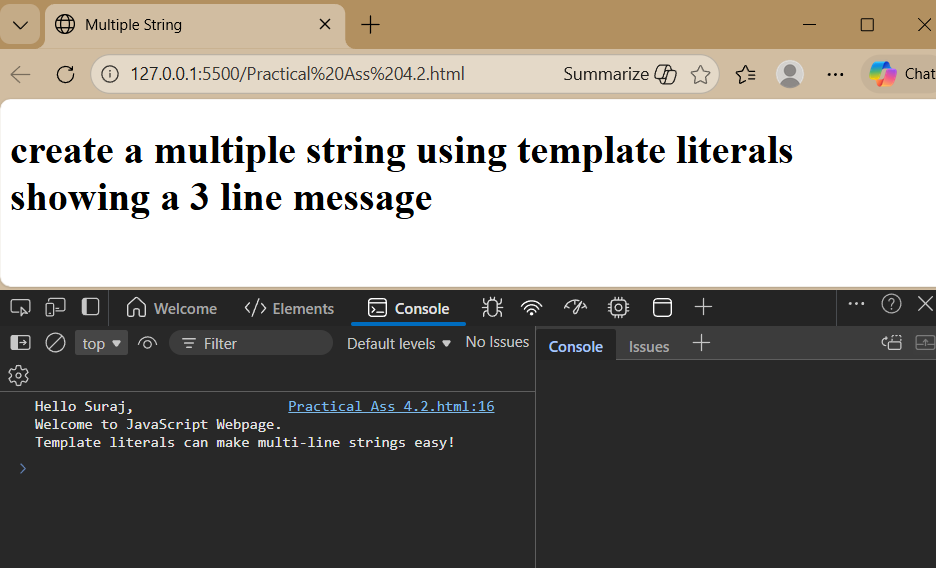 Multiple String
127.0.0.1:5500/Practical%20Ass%204.2.html
Summarize
Chat
create a multiple string using template literals
showing a 3 line message
Welcome
Elements
Console
top
Filter
Default levels
No Issues
Console
Issues
Hello Suraj,
Practical Ass 4.2.html:16
Welcome to JavaScript Webpage.
Template literals can make multi-line strings easy!